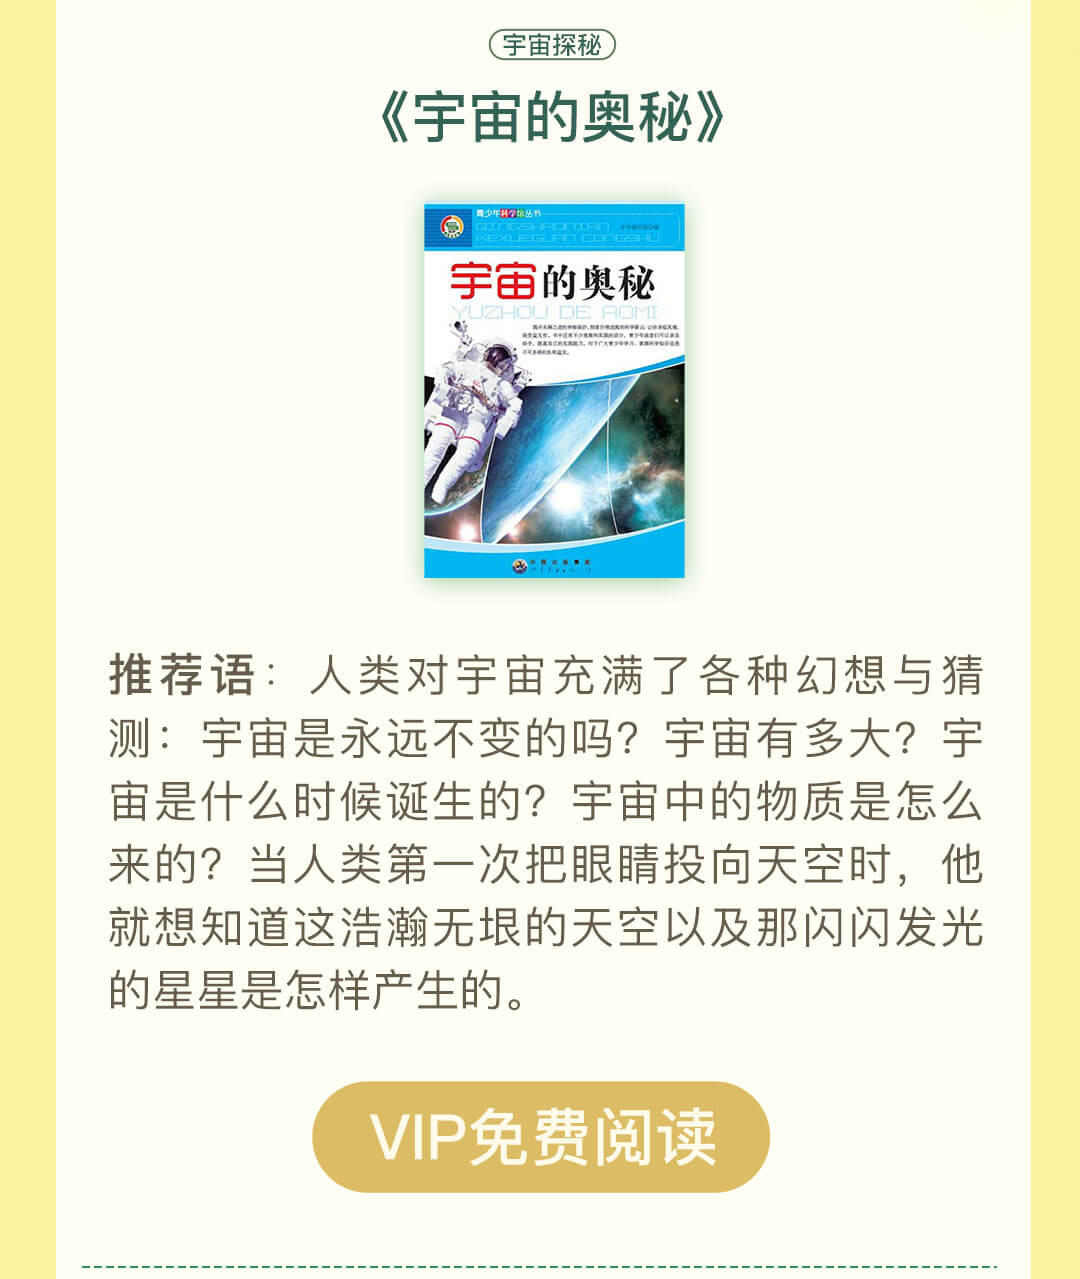 宇宙探秘
《宇宙的奥秘》
青少年科学馆丛书
QINGSHAONIAN
KEXUEGUAN CONGSHU
宇宙的奥秘
YUZHOU DE AOMI
推荐语：人类对宇宙充满了各种幻想与猜
测：宇宙是永远不变的吗？宇宙有多大？宇
宙是什么时候诞生的？宇宙中的物质是怎么
来的？当人类第一次把眼睛投向天空时，他
就想知道这浩瀚无垠的天空以及那闪闪发光
的星星是怎样产生的。
VIP免费阅读